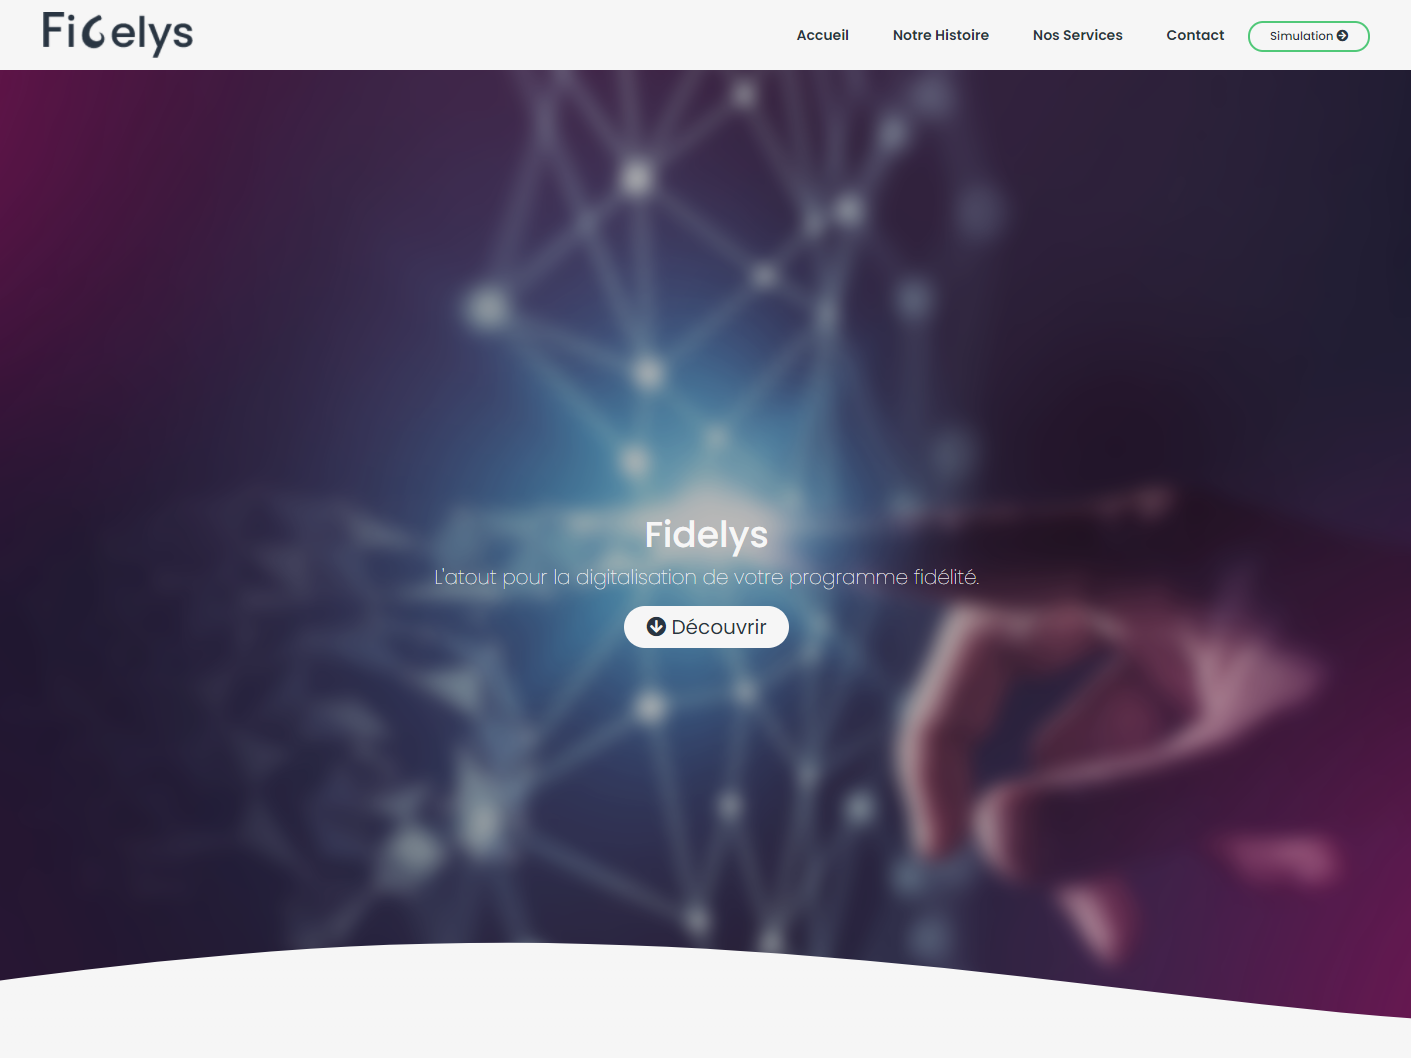 Fidelys
Accueil Notre Histoire Nos Services Contact Simulation
Fidelys
L'atout pour la digitalisation de votre programme fidélité.
Découvrir